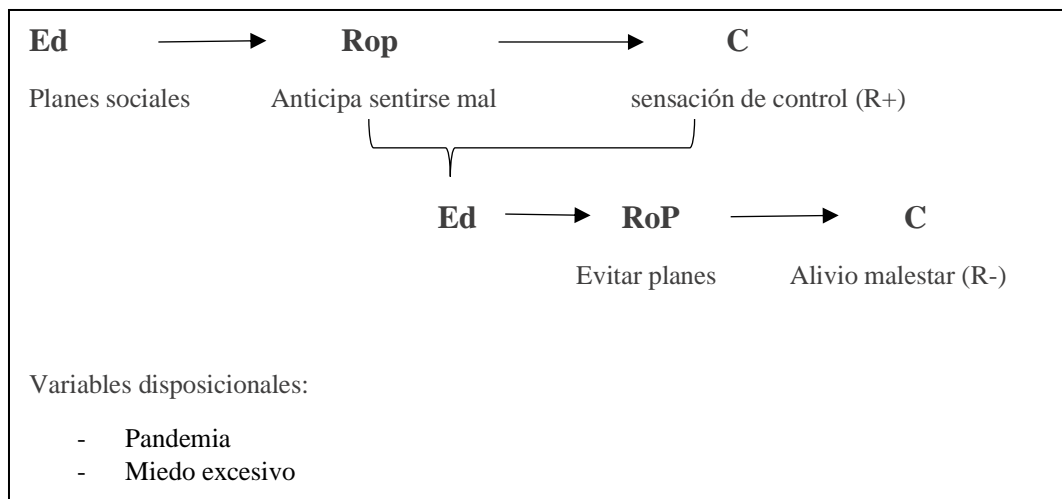 Ed Rop C
Planes sociales Anticipa sentirse mal sensación de control (R+)
Ed RoP C
Evitar planes Alivio malestar (R-)
Variables disposicionales:
- Pandemia
- Miedo excesivo